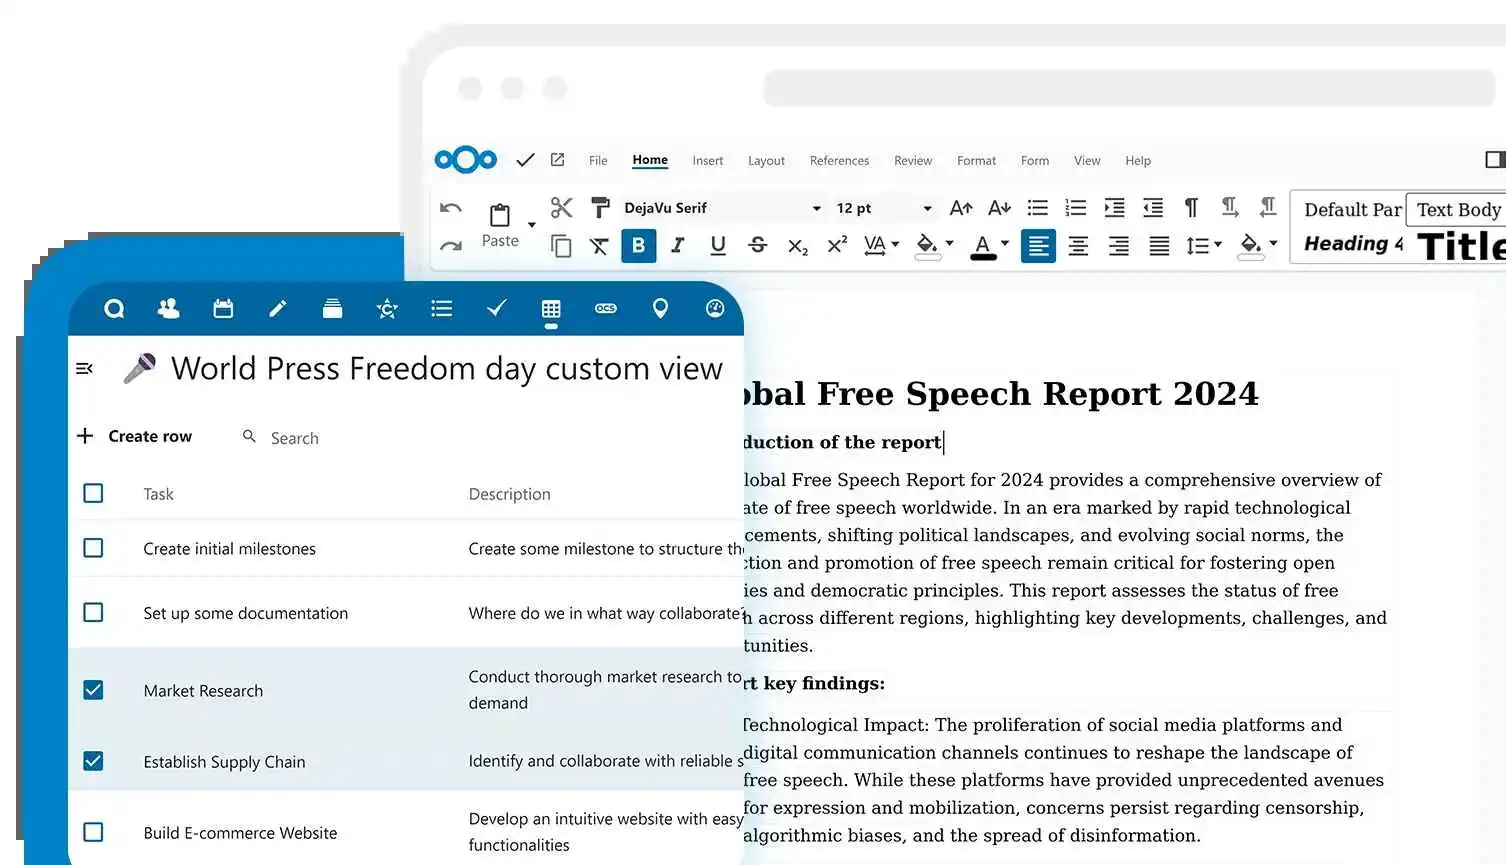 File Home Insert Layout References Review Format Form View Help
Paste DejaVu Serif 12 pt Default Par Text Body
Heading 4 Title
World Press Freedom day custom view
Create row Search
Task Description
Create initial milestones Create some milestone to structure th
Set up some documentation Where do we in what way collaborate?
Market Research Conduct thorough market research to
demand
Establish Supply Chain Identify and collaborate with reliable s
Build E-commerce Website Develop an intuitive website with easy
functionalities
obal Free Speech Report 2024
duction of the report
lobal Free Speech Report for 2024 provides a comprehensive overview of
ate of free speech worldwide. In an era marked by rapid technological
cements, shifting political landscapes, and evolving social norms, the
ction and promotion of free speech remain critical for fostering open
ies and democratic principles. This report assesses the status of free
h across different regions, highlighting key developments, challenges, and
tunities.
rt key findings:
Technological Impact: The proliferation of social media platforms and
digital communication channels continues to reshape the landscape of
free speech. While these platforms have provided unprecedented avenues
for expression and mobilization, concerns persist regarding censorship,
algorithmic biases, and the spread of disinformation.